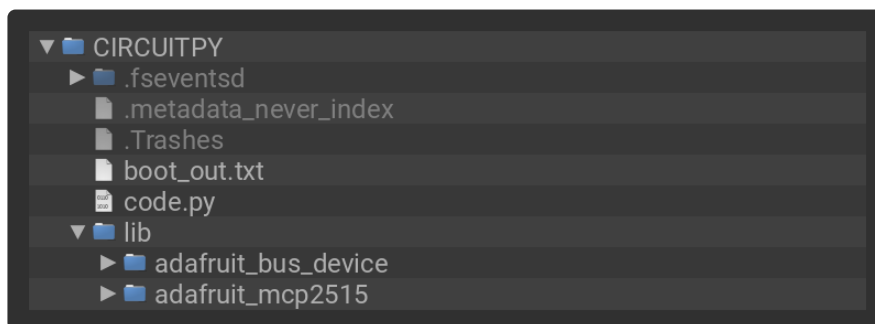 CIRCUITPY
.fseventsd
.metadata_never_index
.Trashes
boot_out.txt
code.py
lib
adafruit_bus_device
adafruit_mcp2515